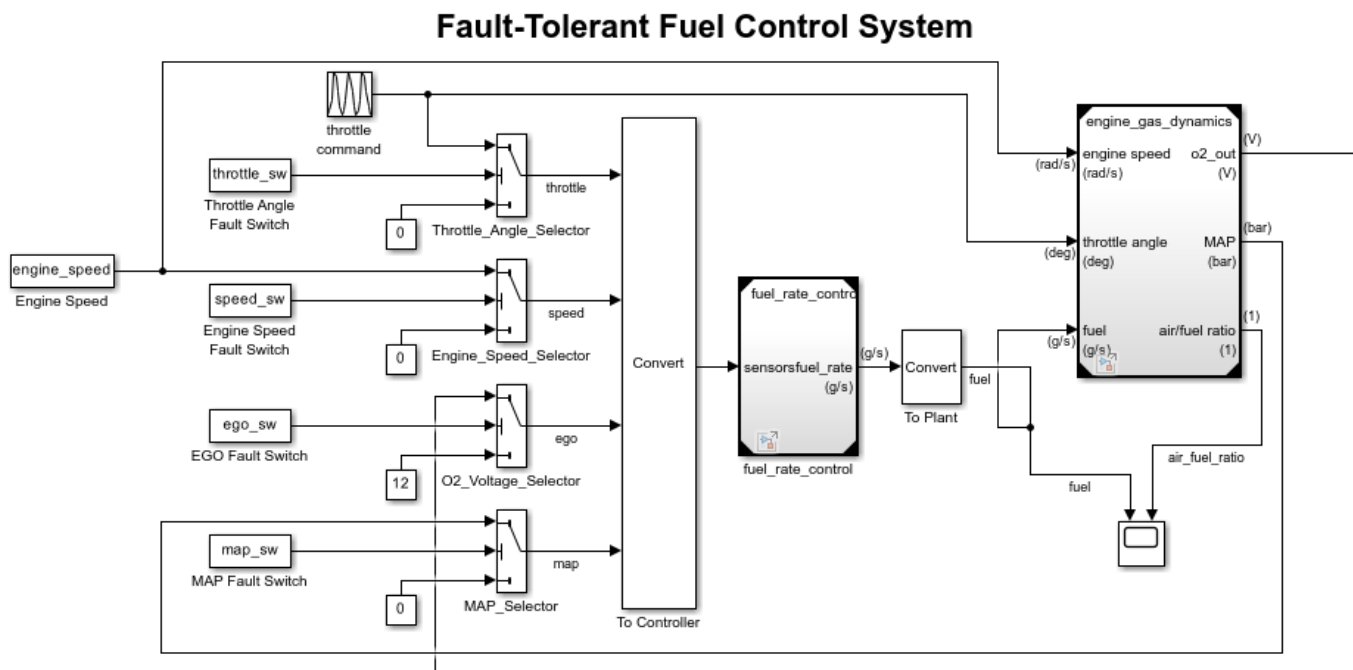 Fault-Tolerant Fuel Control System
throttle
command
throttle_sw
Throttle Angle
Fault Switch
0
Throttle_Angle_Selector
throttle
engine_speed
Engine Speed
speed_sw
Engine Speed
Fault Switch
0
Engine_Speed_Selector
speed
ego_sw
EGO Fault Switch
12
O2_Voltage_Selector
ego
map_sw
MAP Fault Switch
0
MAP_Selector
map
Convert
To Controller
fuel_rate_contro
sensorsfuel_rate
(g/s)
fuel_rate_control
(g/s)
Convert
To Plant
fuel
fuel
engine_gas_dynamics
(rad/s)
engine speed
(rad/s)
o2_out
(V)
(V)
(deg)
throttle angle
(deg)
MAP
(bar)
(bar)
(g/s)
fuel
(g/s)
air/fuel ratio
(1)
(1)
air_fuel_ratio